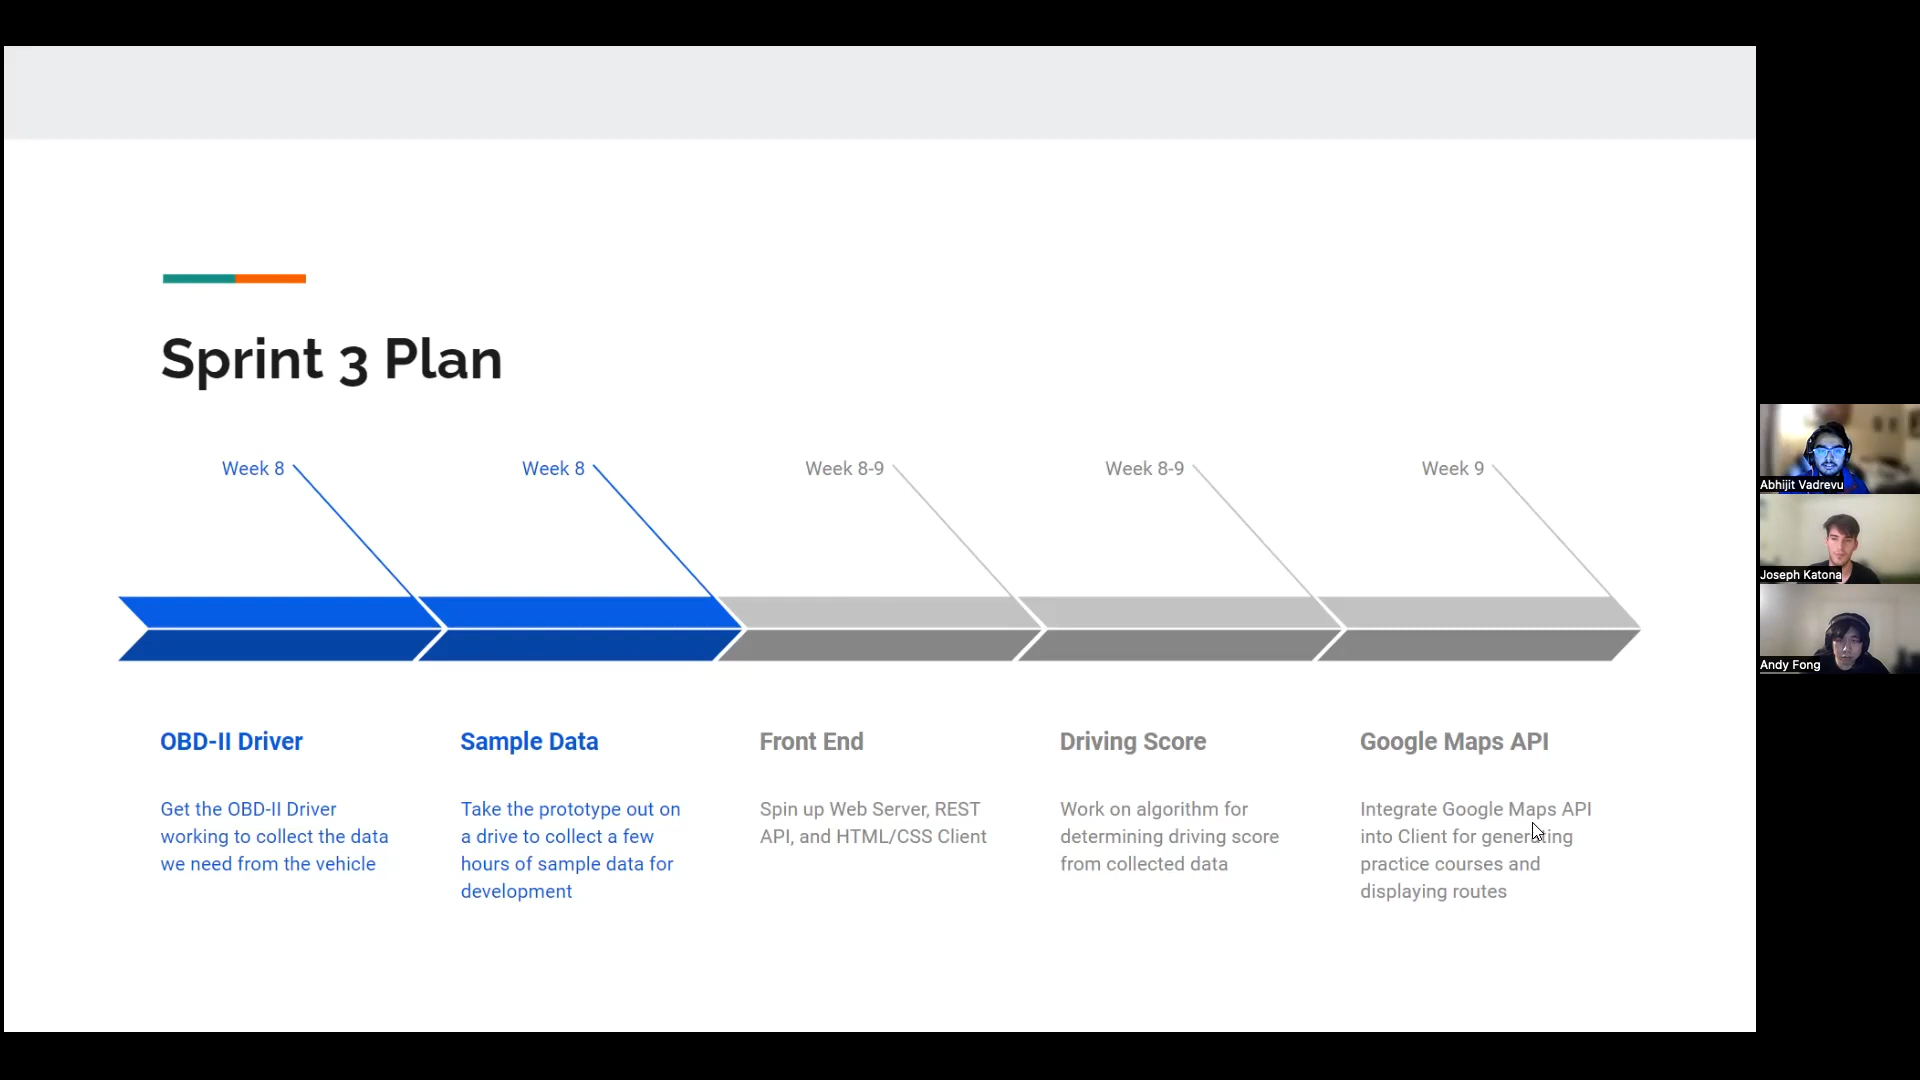 Sprint 3 Plan
Week 8
Week 8
Week 8-9
Week 8-9
Week 9
OBD-II Driver
Get the OBD-II Driver
working to collect the data
we need from the vehicle
Sample Data
Take the prototype out on
a drive to collect a few
hours of sample data for
development
Front End
Spin up Web Server, REST
API, and HTML/CSS Client
Driving Score
Work on algorithm for
determining driving score
from collected data
Google Maps API
Integrate Google Maps API
into Client for generating
practice courses and
displaying routes
Abhijit Vadrevu
Joseph Katona
Andy Fong